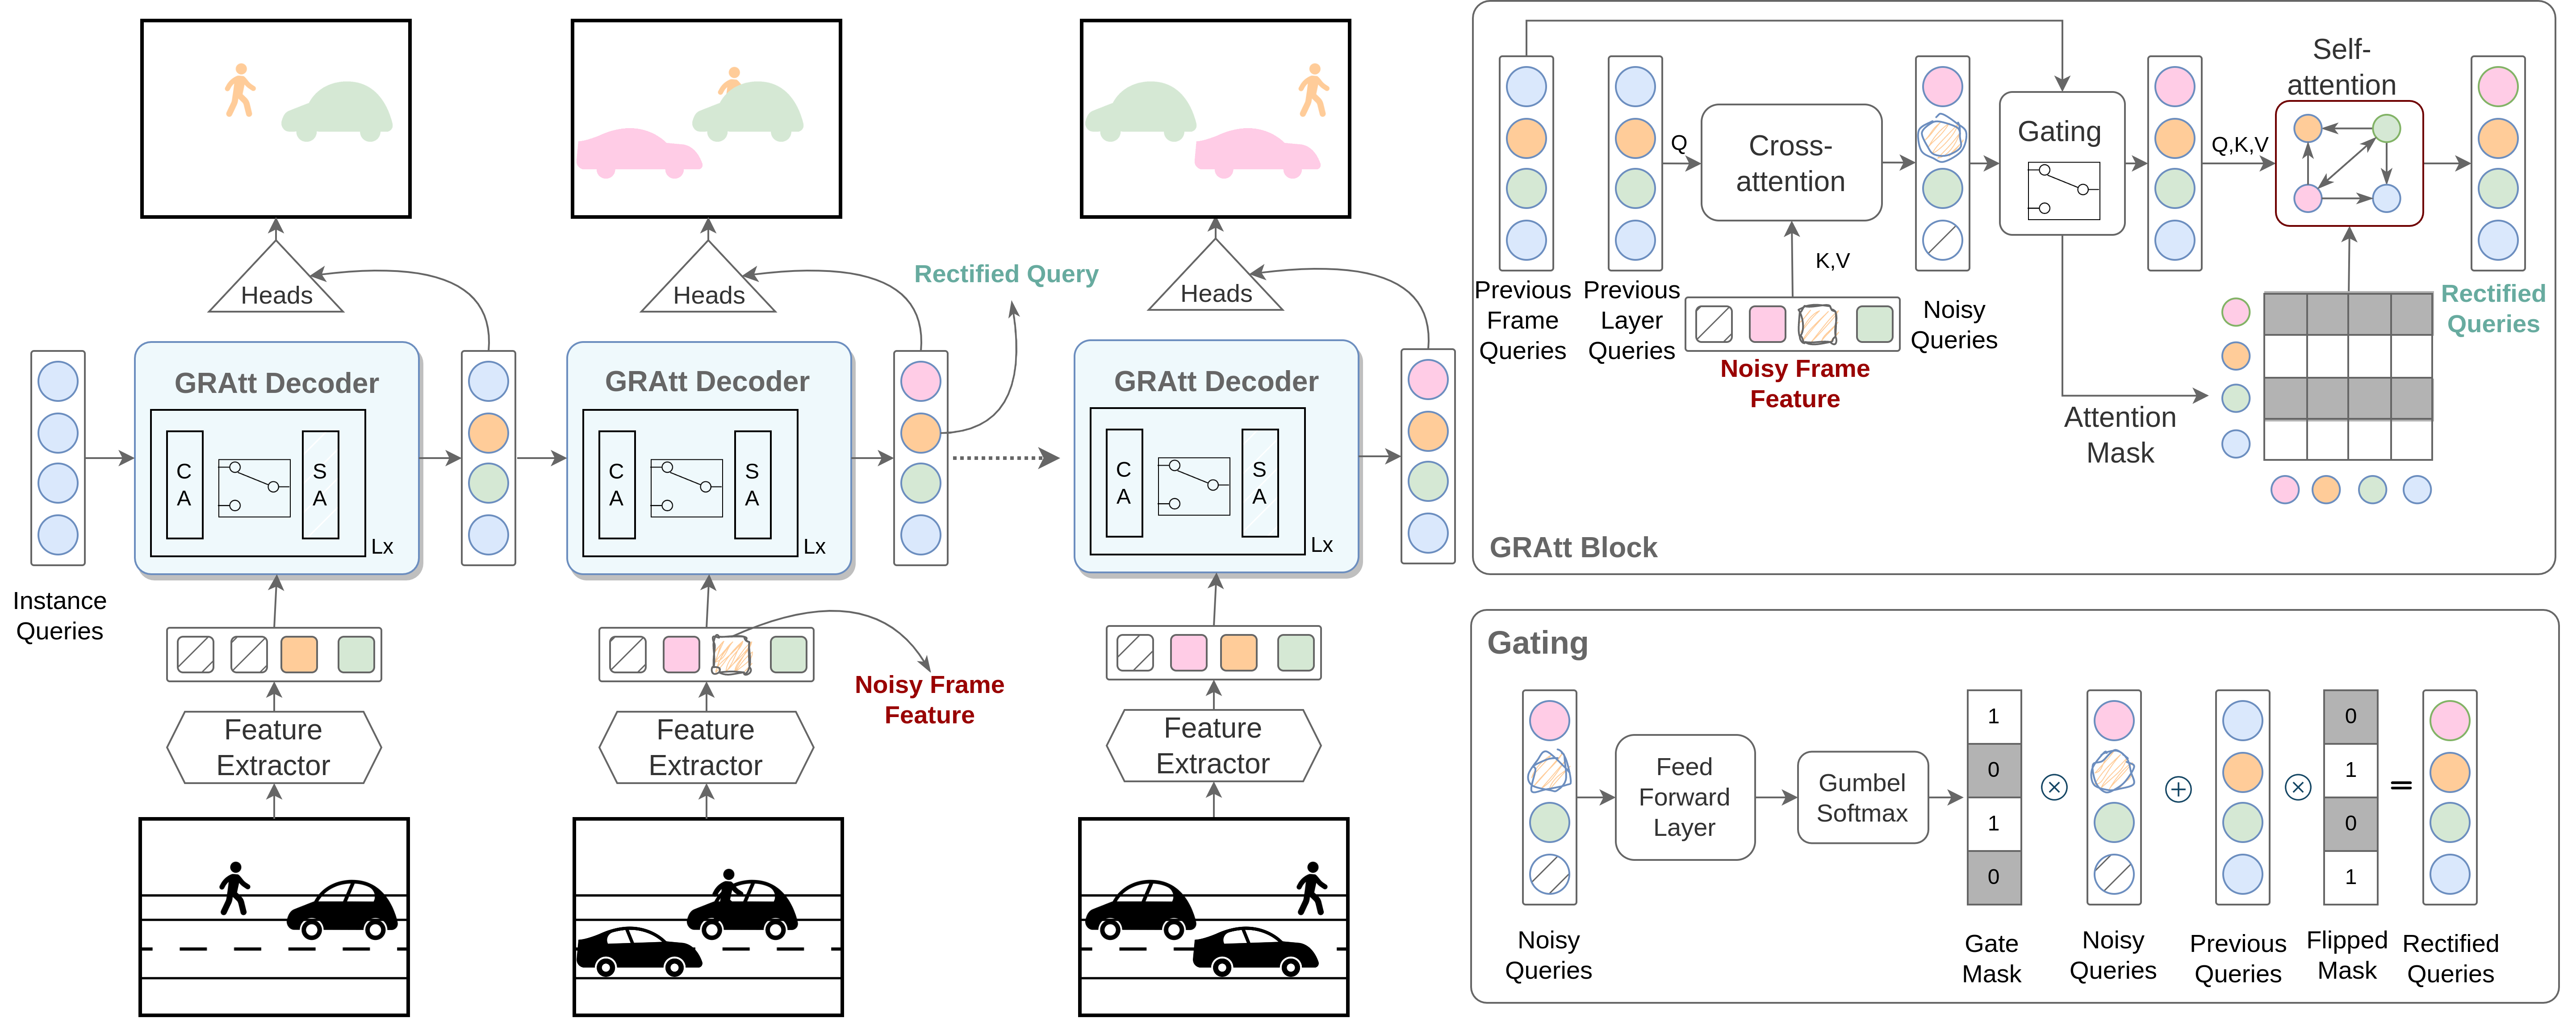 Heads
Heads
Heads
Rectified Query
GRAtt Decoder
C
A
S
A
Lx
GRAtt Decoder
C
A
S
A
Lx
GRAtt Decoder
C
A
S
A
Lx
Instance
Queries
Noisy Frame
Feature
Feature
Extractor
Feature
Extractor
Feature
Extractor
Self-
attention
Q
Cross-
attention
Gating
Q,K,V
K,V
Previous
Frame
Queries
Previous
Layer
Queries
Noisy
Queries
Rectified
Queries
Noisy Frame
Feature
Attention
Mask
GRAtt Block
Gating
Feed
Forward
Layer
Gumbel
Softmax
1
0
1
0
0
1
0
1
=
Noisy
Queries
Gate
Mask
Noisy
Queries
Previous
Queries
Flipped
Mask
Rectified
Queries